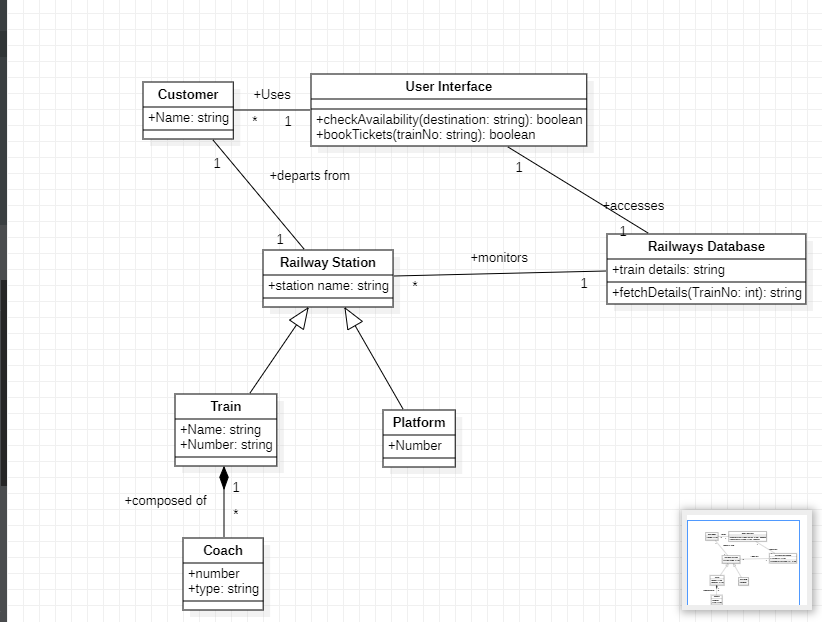 Customer
+Name: string
+Uses
*
1
User Interface
+checkAvailability(destination: string): boolean
+bookTickets(trainNo: string): boolean
1
+departs from
1
1
+accesses
1
Railway Station
+station name: string
+monitors
*
1
Railways Database
+train details: string
+fetchDetails(TrainNo: int): string
Train
+Name: string
+Number: string
Platform
+Number
+composed of
1
*
Coach
+number
+type: string